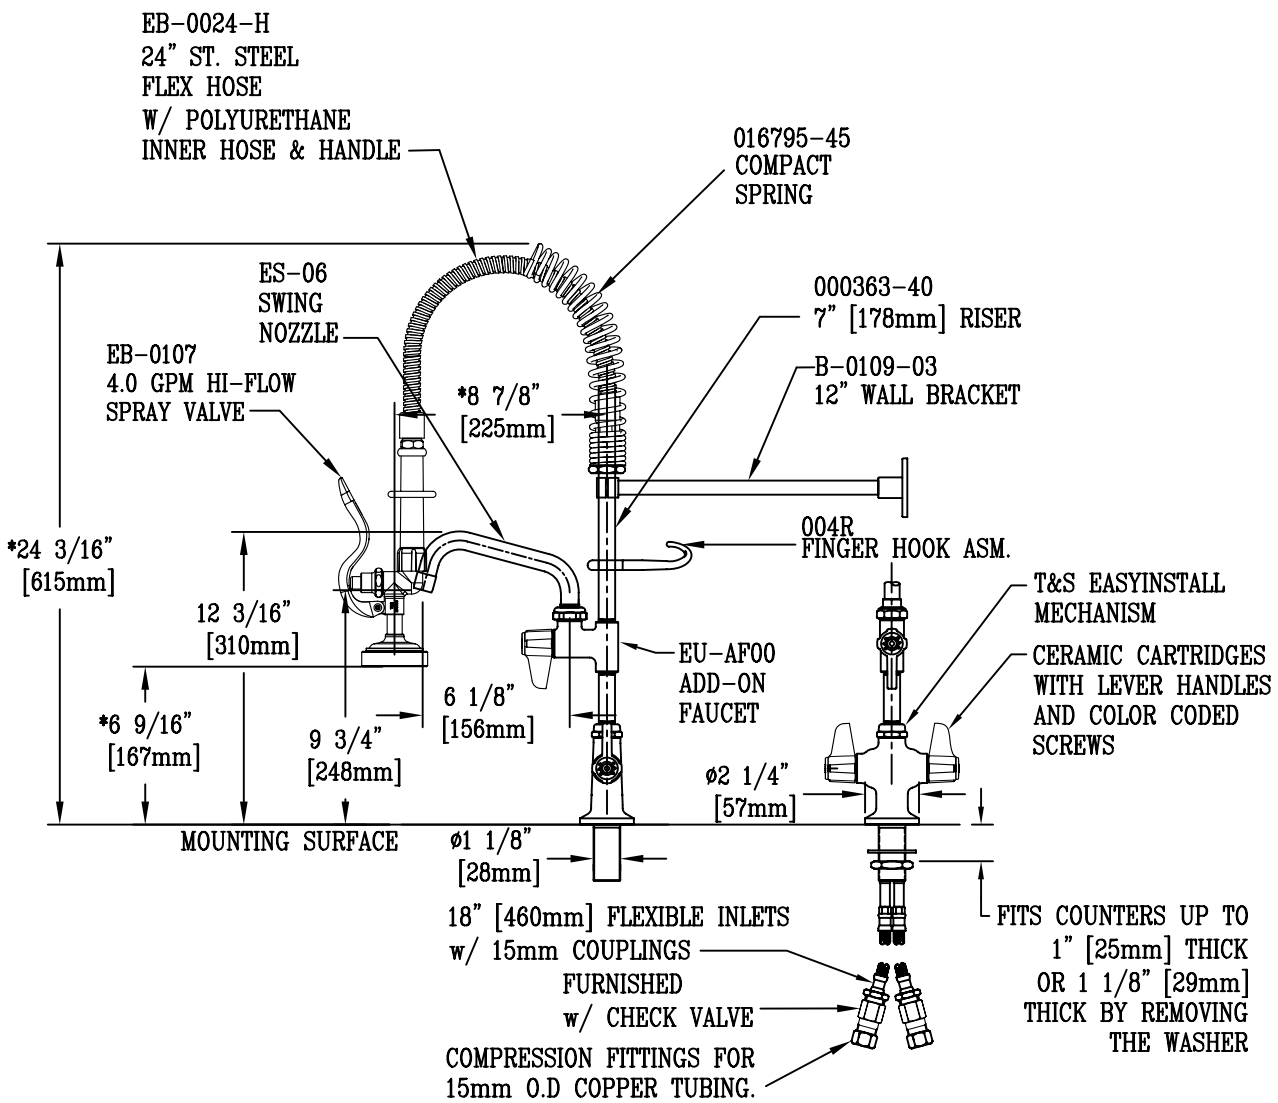 EB-0024-H
24" ST. STEEL
FLEX HOSE
W/ POLYURETHANE
INNER HOSE & HANDLE
016795-45
COMPACT
SPRING
ES-06
SWING
NOZZLE
000363-40
7" [178mm] RISER
EB-0107
4.0 GPM HI-FLOW
SPRAY VALVE
B-0109-03
12" WALL BRACKET
*8 7/8"
[225mm]
004R
FINGER HOOK ASM.
*24 3/16"
[615mm]
T&S EASYINSTALL
MECHANISM
12 3/16"
[310mm]
EU-AF00
ADD-ON
FAUCET
CERAMIC CARTRIDGES
WITH LEVER HANDLES
AND COLOR CODED
SCREWS
6 1/8"
[156mm]
*6 9/16"
[167mm]
9 3/4"
[248mm]
ø2 1/4"
[57mm]
MOUNTING SURFACE
ø1 1/8"
[28mm]
18" [460mm] FLEXIBLE INLETS
w/ 15mm COUPLINGS
FURNISHED
w/ CHECK VALVE
COMPRESSION FITTINGS FOR
15mm O.D COPPER TUBING.
FITS COUNTERS UP TO
1" [25mm] THICK
OR 1 1/8" [29mm]
THICK BY REMOVING
THE WASHER